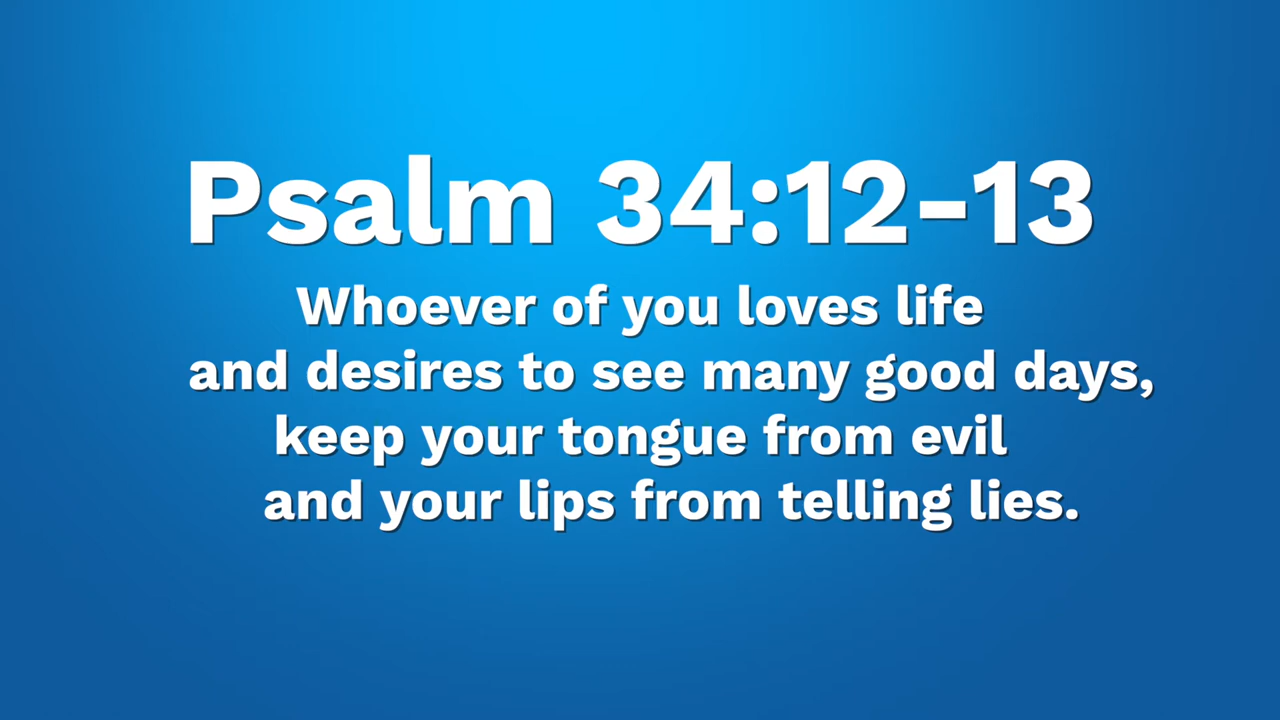 Psalm 34:12-13
Whoever of you loves life
and desires to see many good days,
keep your tongue from evil
and your lips from telling lies.